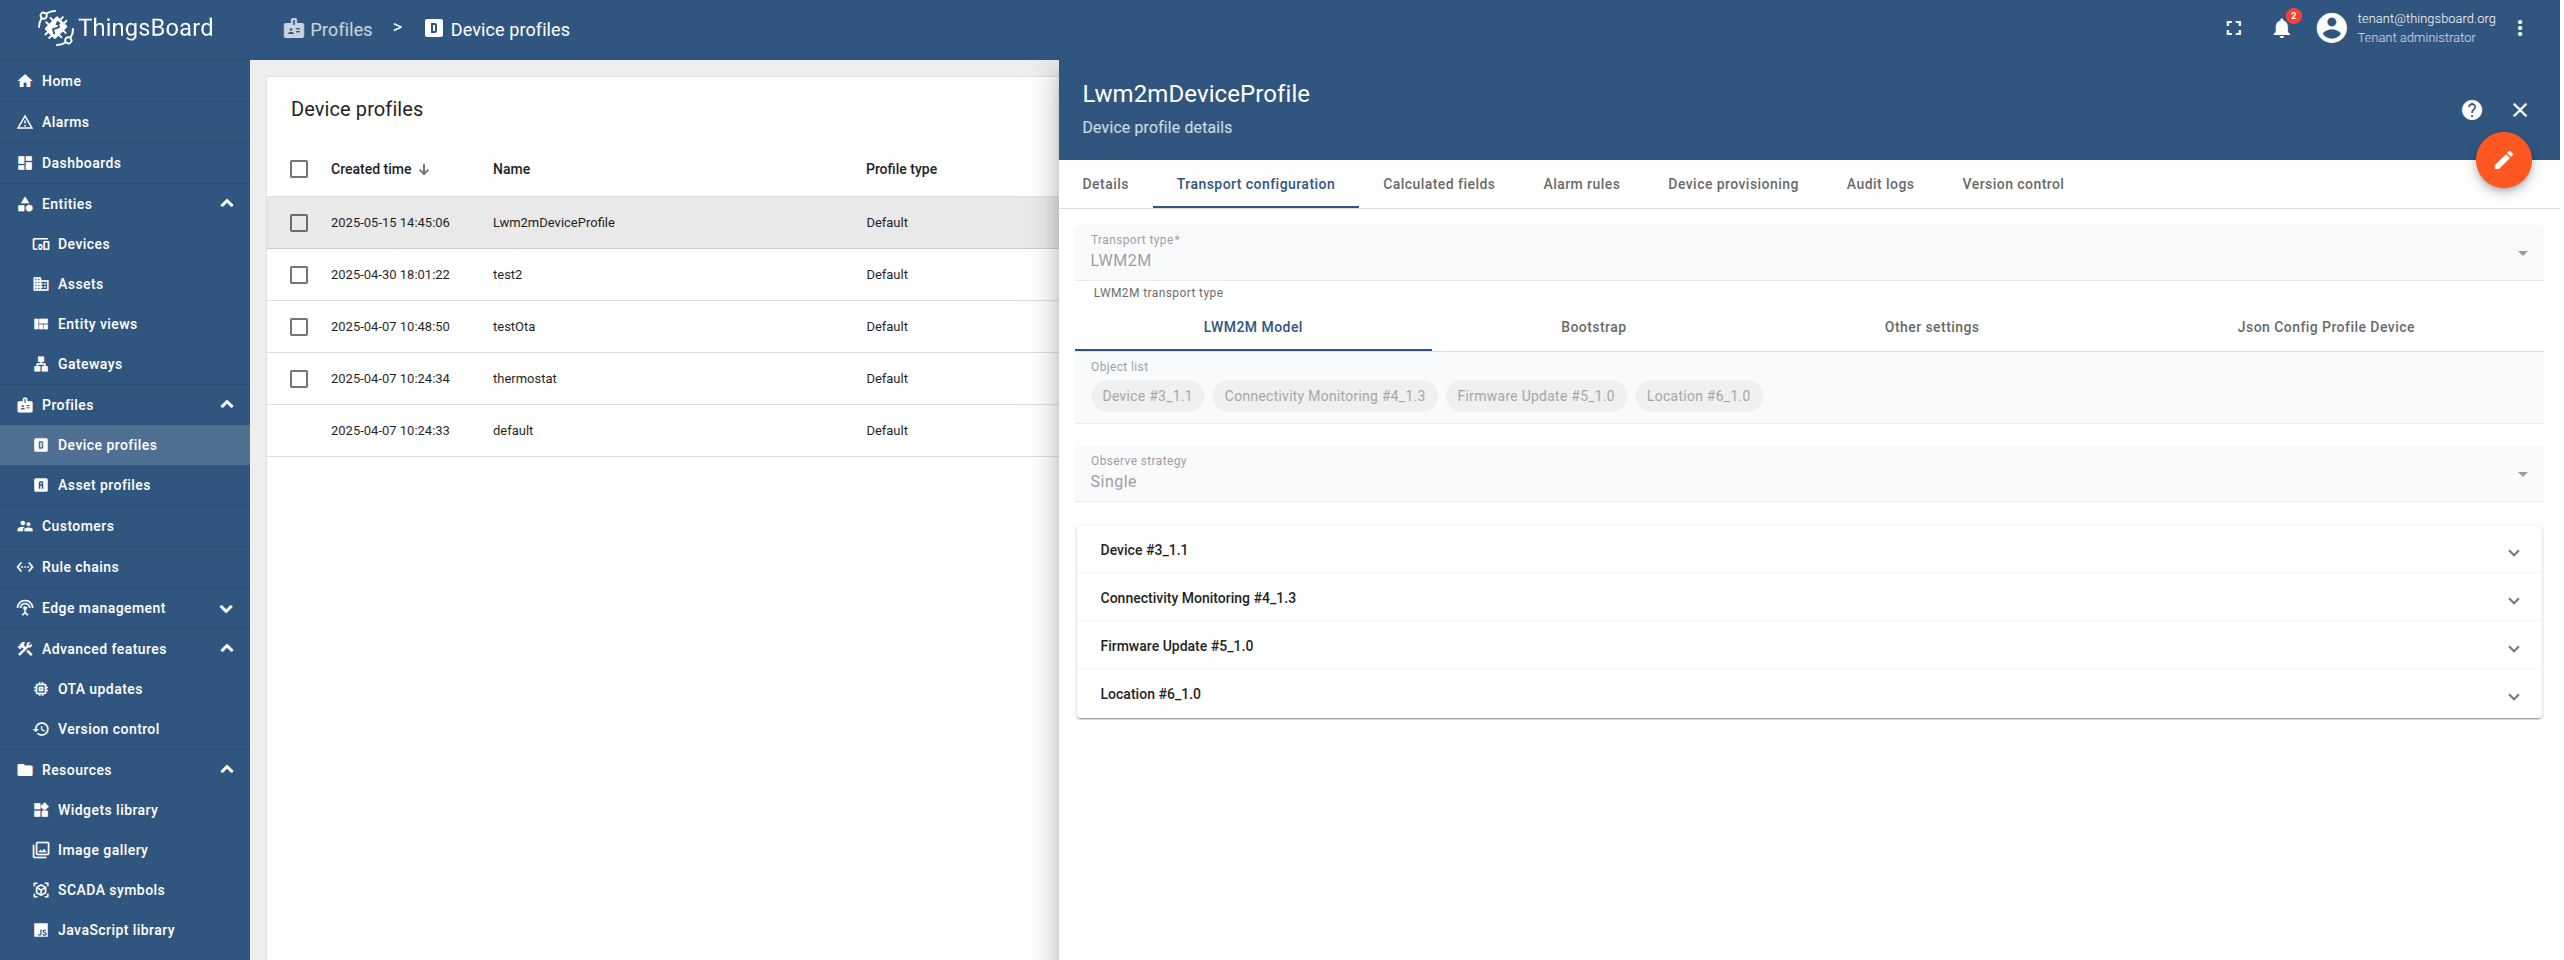 ThingsBoard
Profiles > Device profiles
2
tenant@thingsboard.org
Tenant administrator
Home
Alarms
Dashboards
Entities
Devices
Assets
Entity views
Gateways
Profiles
Device profiles
Asset profiles
Customers
Rule chains
Edge management
Advanced features
OTA updates
Version control
Resources
Widgets library
Image gallery
SCADA symbols
JavaScript library
Device profiles
Created time Name Profile type
2025-05-15 14:45:06 Lwm2mDeviceProfile Default
2025-04-30 18:01:22 test2 Default
2025-04-07 10:48:50 testOta Default
2025-04-07 10:24:34 thermostat Default
2025-04-07 10:24:33 default Default
Lwm2mDeviceProfile
Device profile details
Details Transport configuration Calculated fields Alarm rules Device provisioning Audit logs Version control
Transport type*
LWM2M
LWM2M transport type
LWM2M Model Bootstrap Other settings Json Config Profile Device
Object list
Device #3_1.1 Connectivity Monitoring #4_1.3 Firmware Update #5_1.0 Location #6_1.0
Observe strategy
Single
Device #3_1.1
Connectivity Monitoring #4_1.3
Firmware Update #5_1.0
Location #6_1.0